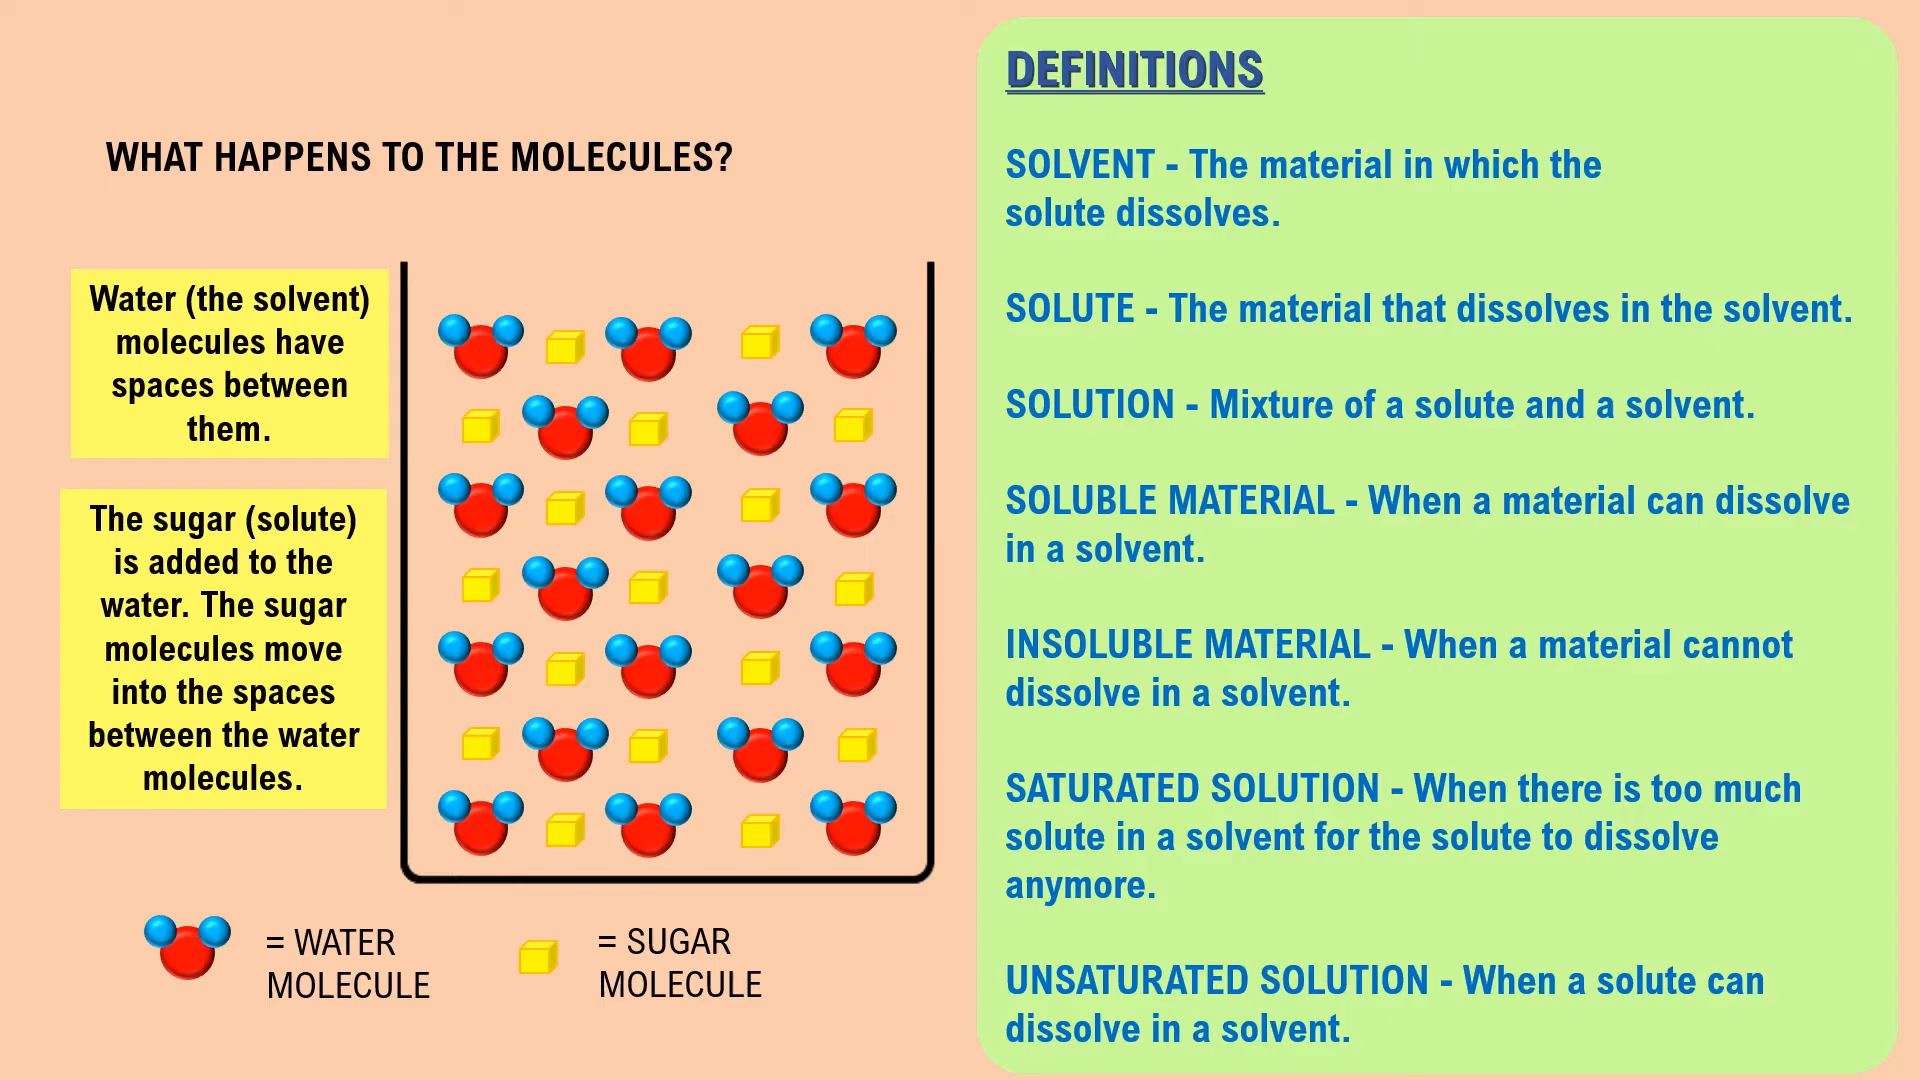 WHAT HAPPENS TO THE MOLECULES?
Water (the solvent)
molecules have
spaces between
them.
The sugar (solute)
is added to the
water. The sugar
molecules move
into the spaces
between the water
molecules.
= WATER
MOLECULE
= SUGAR
MOLECULE
DEFINITIONS
SOLVENT - The material in which the
solute dissolves.
SOLUTE - The material that dissolves in the solvent.
SOLUTION - Mixture of a solute and a solvent.
SOLUBLE MATERIAL - When a material can dissolve
in a solvent.
INSOLUBLE MATERIAL - When a material cannot
dissolve in a solvent.
SATURATED SOLUTION - When there is too much
solute in a solvent for the solute to dissolve
anymore.
UNSATURATED SOLUTION - When a solute can
dissolve in a solvent.